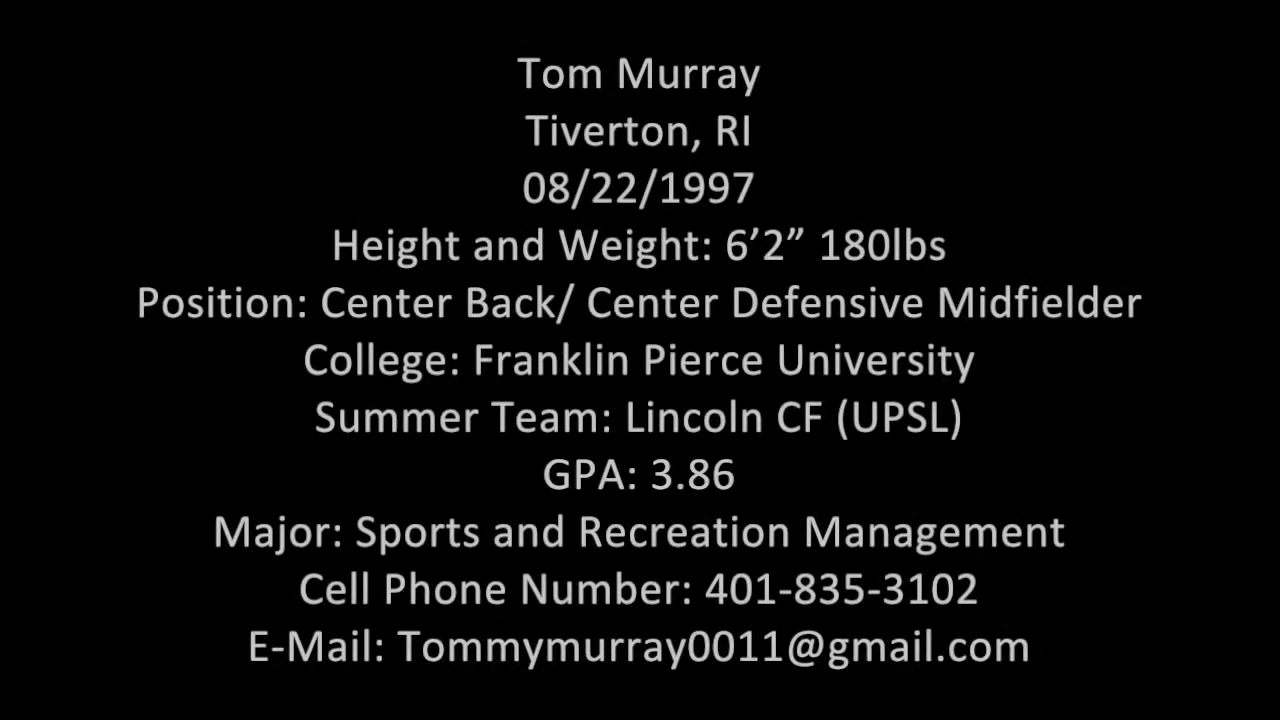 Tom Murray
Tiverton, RI
08/22/1997
Height and Weight: 6’2” 180lbs
Position: Center Back/ Center Defensive Midfielder
College: Franklin Pierce University
Summer Team: Lincoln CF (UPSL)
GPA: 3.86
Major: Sports and Recreation Management
Cell Phone Number: 401-835-3102
E-Mail: Tommymurray0011@gmail.com